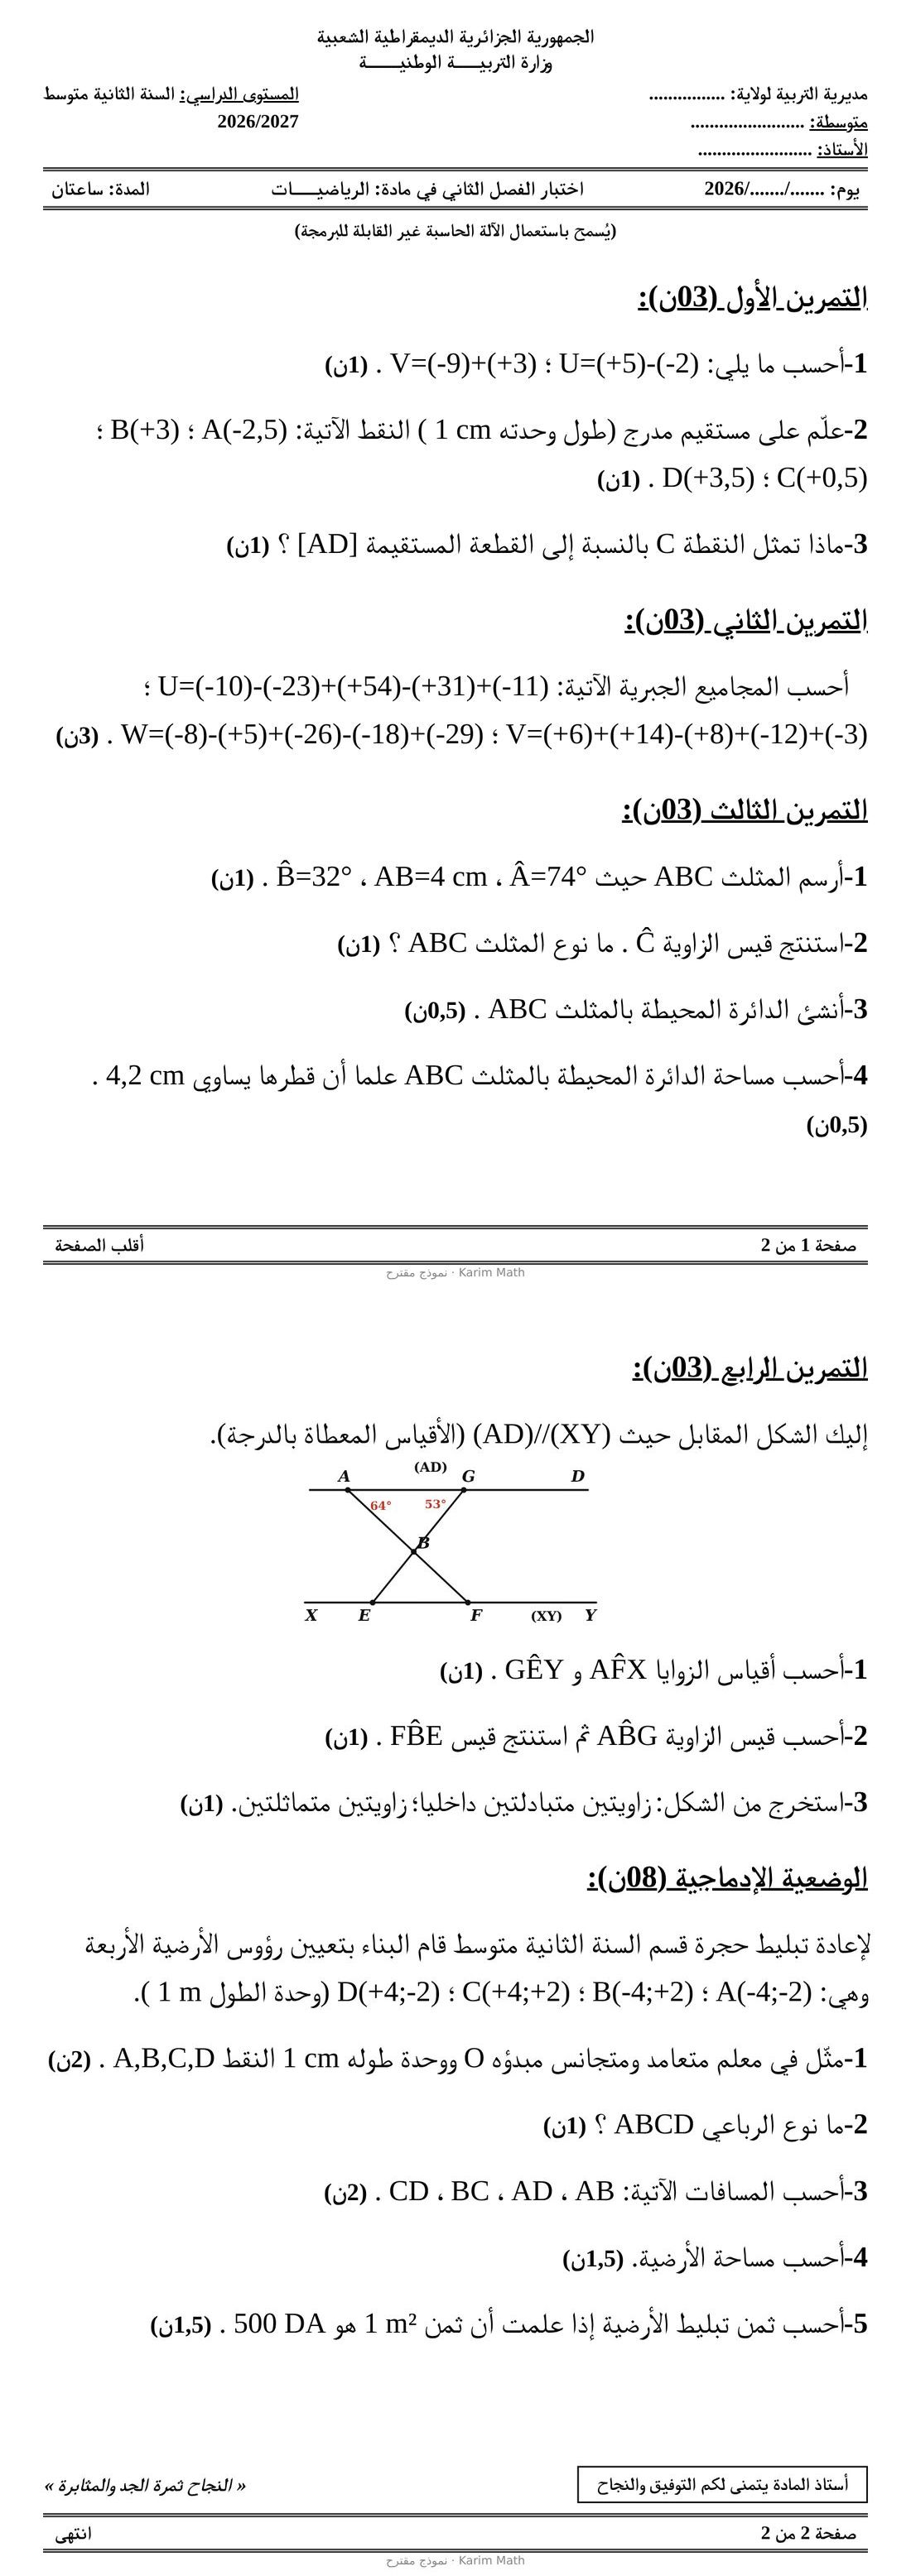 الجمهورية الجزائرية الديمقراطية الشعبية
وزارة التربيـــــة الوطنيـــــــة
مديرية التربية لولاية: ................
المستوى الدراسي: السنة الثانية متوسط
متوسطة: ........................
2026/2027
الأستاذ: ........................
يوم: ......./......./2026
اختبار الفصل الثاني في مادة: الرياضيـــــات
المدة: ساعتان
(يُسمح باستعمال الآلة الحاسبة غير القابلة للبرمجة)
التمرين الأول (03ن):
1-أحسب ما يلي: U=(+5)-(-2) ؛ V=(-9)+(+3) . (1ن)
2-علّم على مستقيم مدرج (طول وحدته 1 cm ) النقط الآتية: A(-2,5) ؛ B(+3) ؛
C(+0,5) ؛ D(+3,5) . (1ن)
3-ماذا تمثل النقطة C بالنسبة إلى القطعة المستقيمة [AD] ؟ (1ن)
التمرين الثاني (03ن):
أحسب المجاميع الجبرية الآتية: U=(-10)-(-23)+(+54)-(+31)+(-11) ؛
V=(+6)+(+14)-(+8)+(-12)+(-3) ؛ W=(-8)-(+5)+(-26)-(-18)+(-29) . (3ن)
التمرين الثالث (03ن):
1-أرسم المثلث ABC حيث Â=74° ، AB=4 cm ، B̂=32° . (1ن)
2-استنتج قيس الزاوية Ĉ . ما نوع المثلث ABC ؟ (1ن)
3-أنشئ الدائرة المحيطة بالمثلث ABC . (0,5ن)
4-أحسب مساحة الدائرة المحيطة بالمثلث ABC علما أن قطرها يساوي 4,2 cm .
(0,5ن)
صفحة 1 من 2
أقلب الصفحة
Karim Math · نموذج مقترح
التمرين الرابع (03ن):
إليك الشكل المقابل حيث (AD)//(XY) (الأقياس المعطاة بالدرجة).
A (AD) G D
64° 53°
B
X E F (XY) Y
1-أحسب أقياس الزوايا AF̂X و GÊY . (1ن)
2-أحسب قيس الزاوية AB̂G ثم استنتج قيس FB̂E . (1ن)
3-استخرج من الشكل: زاويتين متبادلتين داخليا؛ زاويتين متماثلتين. (1ن)
الوضعية الإدماجية (08ن):
لإعادة تبليط حجرة قسم السنة الثانية متوسط قام البناء بتعيين رؤوس الأرضية الأربعة
وهي: A(-4;-2) ؛ B(-4;+2) ؛ C(+4;+2) ؛ D(+4;-2) (وحدة الطول 1 m ).
1-مثّل في معلم متعامد ومتجانس مبدؤه O ووحدة طوله 1 cm النقط A,B,C,D . (2ن)
2-ما نوع الرباعي ABCD ؟ (1ن)
3-أحسب المسافات الآتية: AB ، AD ، BC ، CD . (2ن)
4-أحسب مساحة الأرضية. (1,5ن)
5-أحسب ثمن تبليط الأرضية إذا علمت أن ثمن 1 m² هو 500 DA . (1,5ن)
أستاذ المادة يتمنى لكم التوفيق والنجاح
« النجاح ثمرة الجد والمثابرة »
صفحة 2 من 2
انتهى
Karim Math · نموذج مقترح